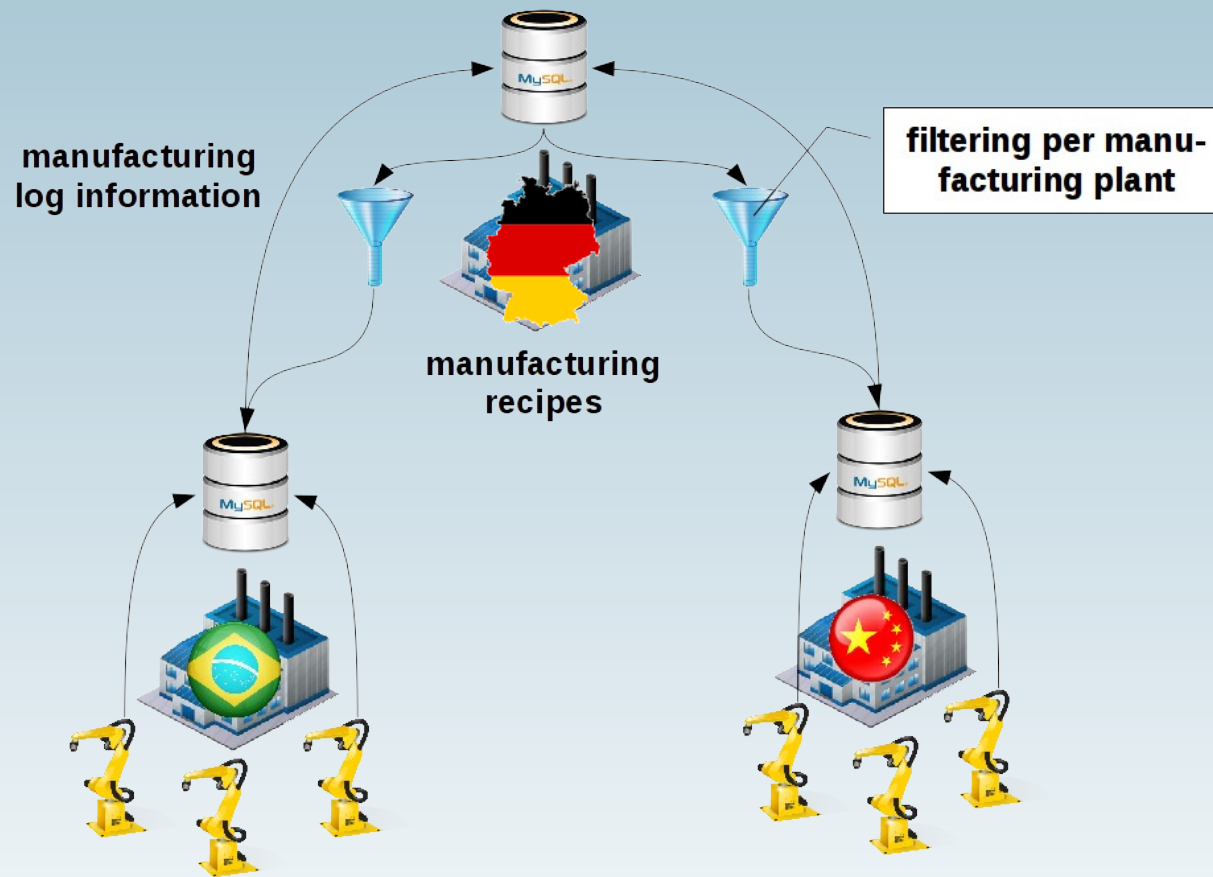 MySQL
manufacturing
log information
filtering per manu-
facturing plant
manufacturing
recipes
MySQL
MySQL